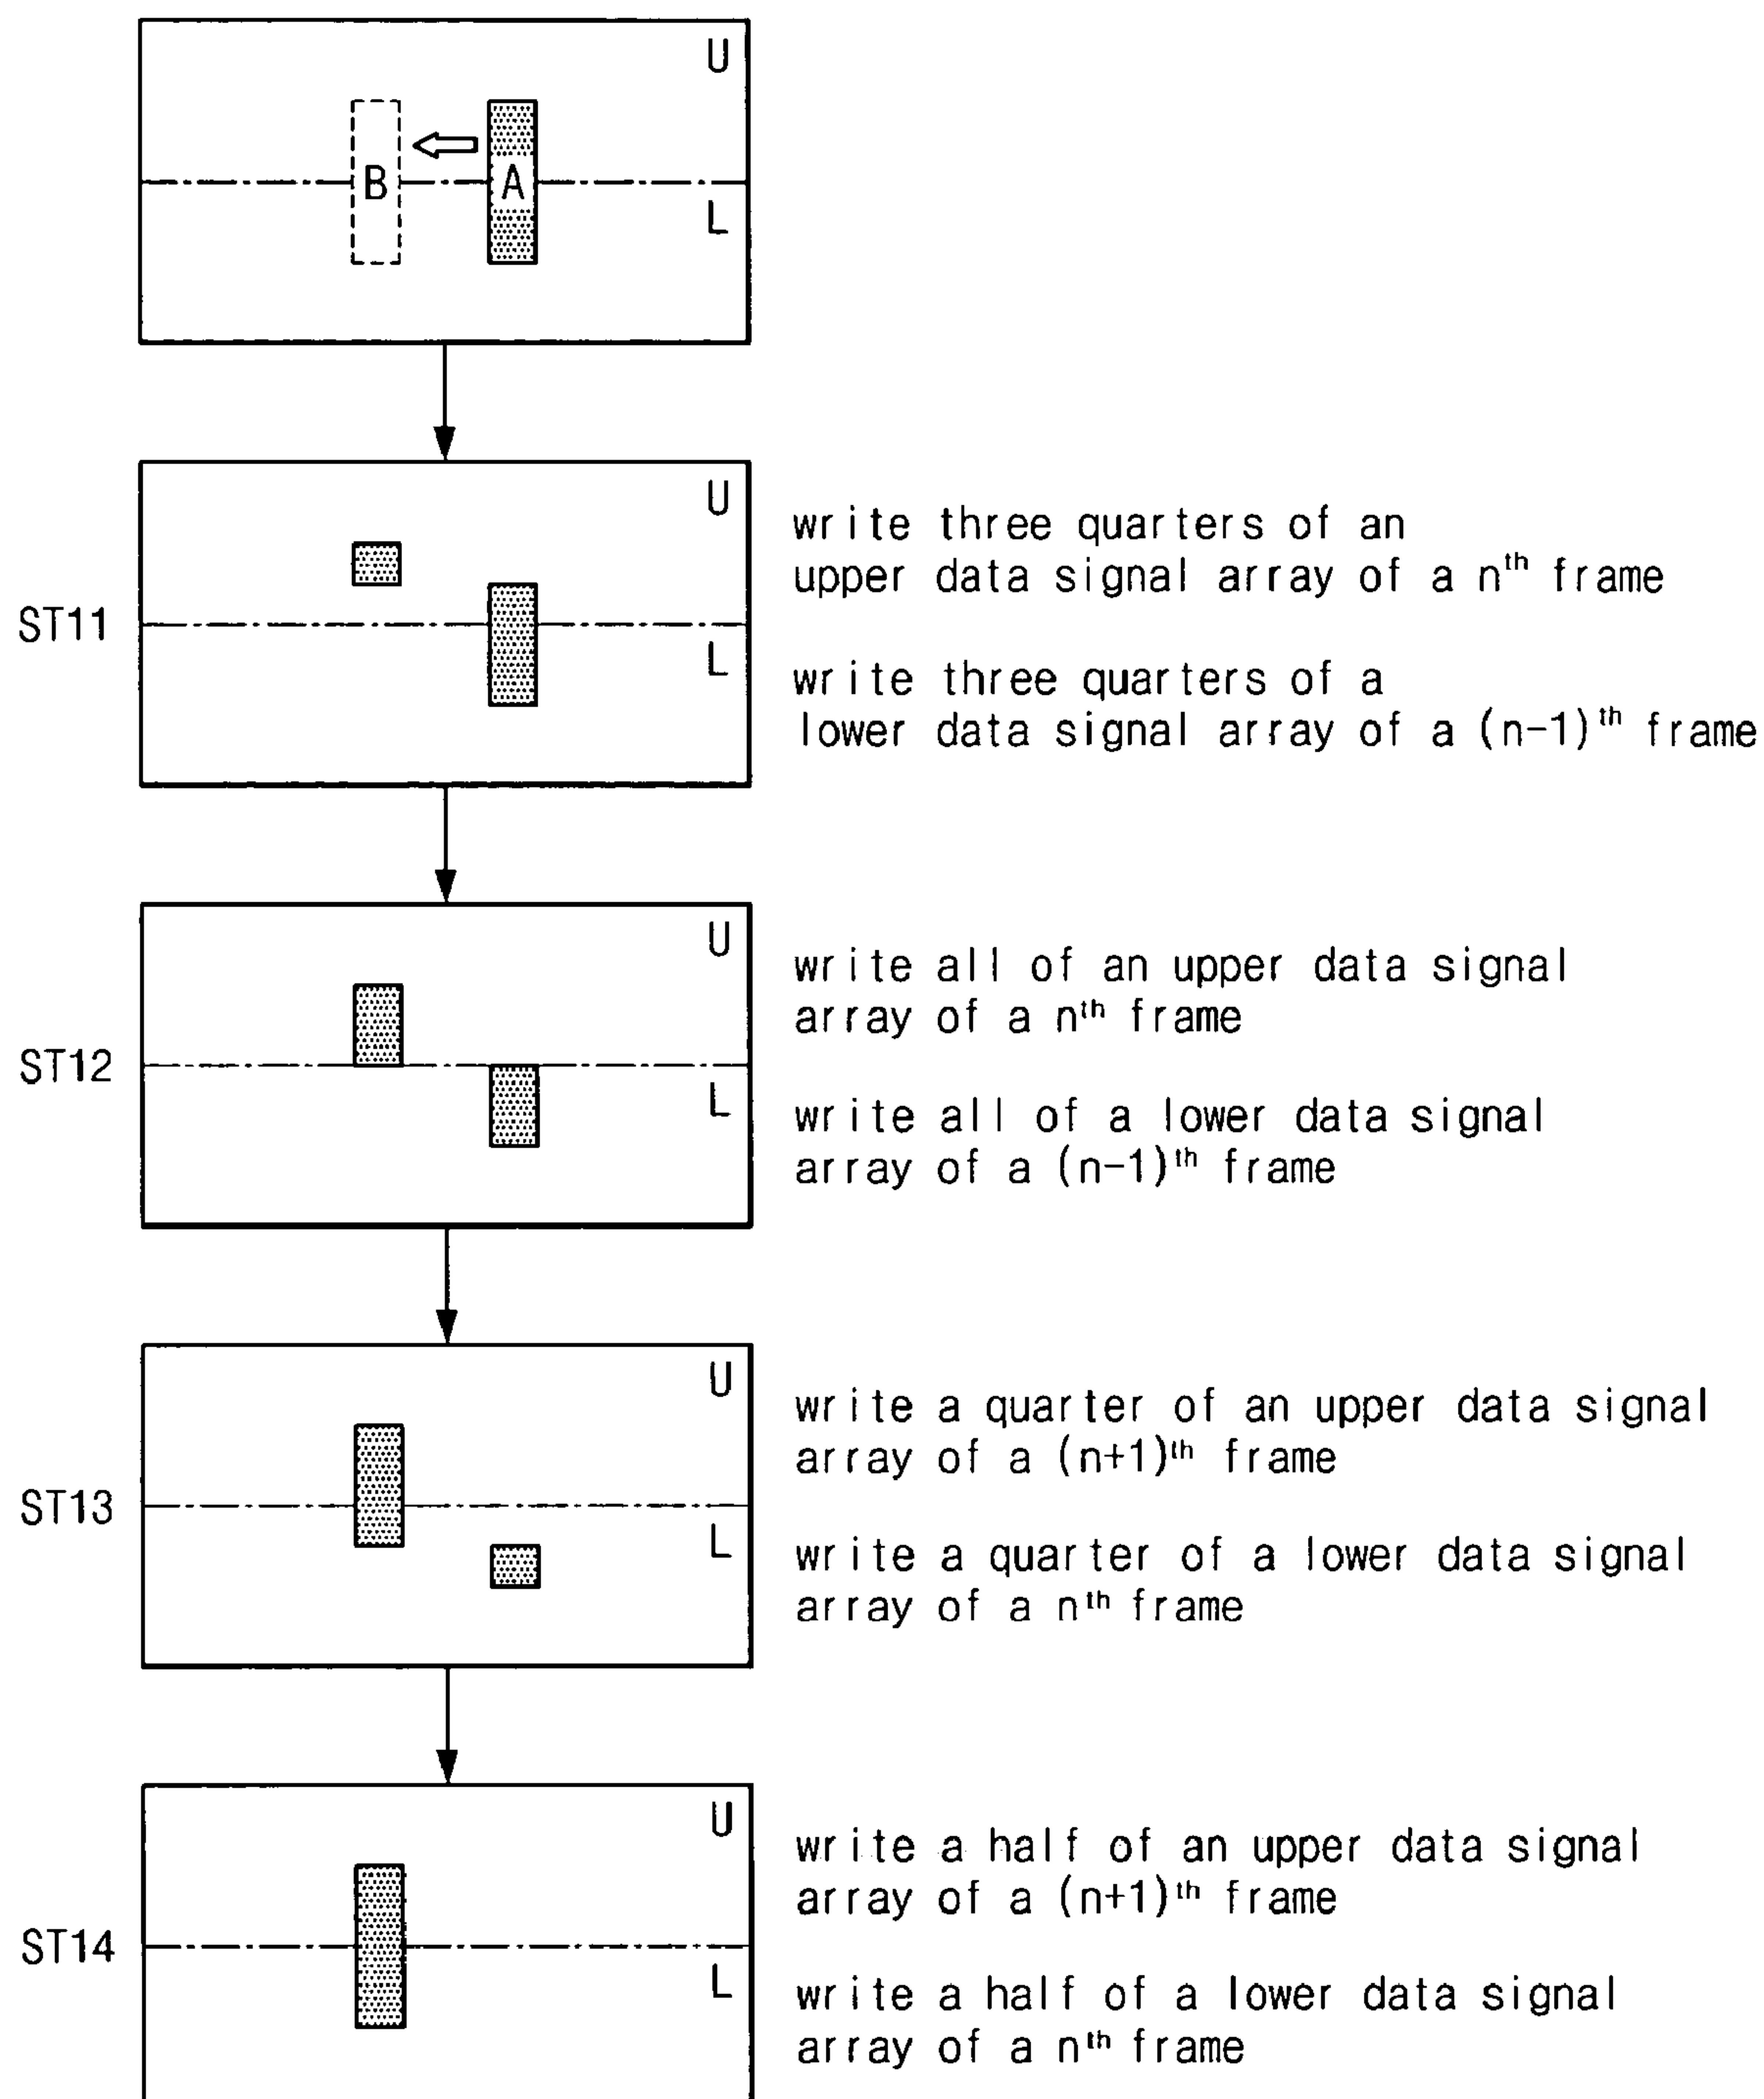 U
B
A
L
U
write three quarters of an
upper data signal array of a nᵗʰ frame
ST11
L
write three quarters of a
lower data signal array of a (n-1)ᵗʰ frame
U
write all of an upper data signal
array of a nᵗʰ frame
ST12
L
write all of a lower data signal
array of a (n-1)ᵗʰ frame
U
write a quarter of an upper data signal
array of a (n+1)ᵗʰ frame
ST13
L
write a quarter of a lower data signal
array of a nᵗʰ frame
U
write a half of an upper data signal
array of a (n+1)ᵗʰ frame
ST14
L
write a half of a lower data signal
array of a nᵗʰ frame